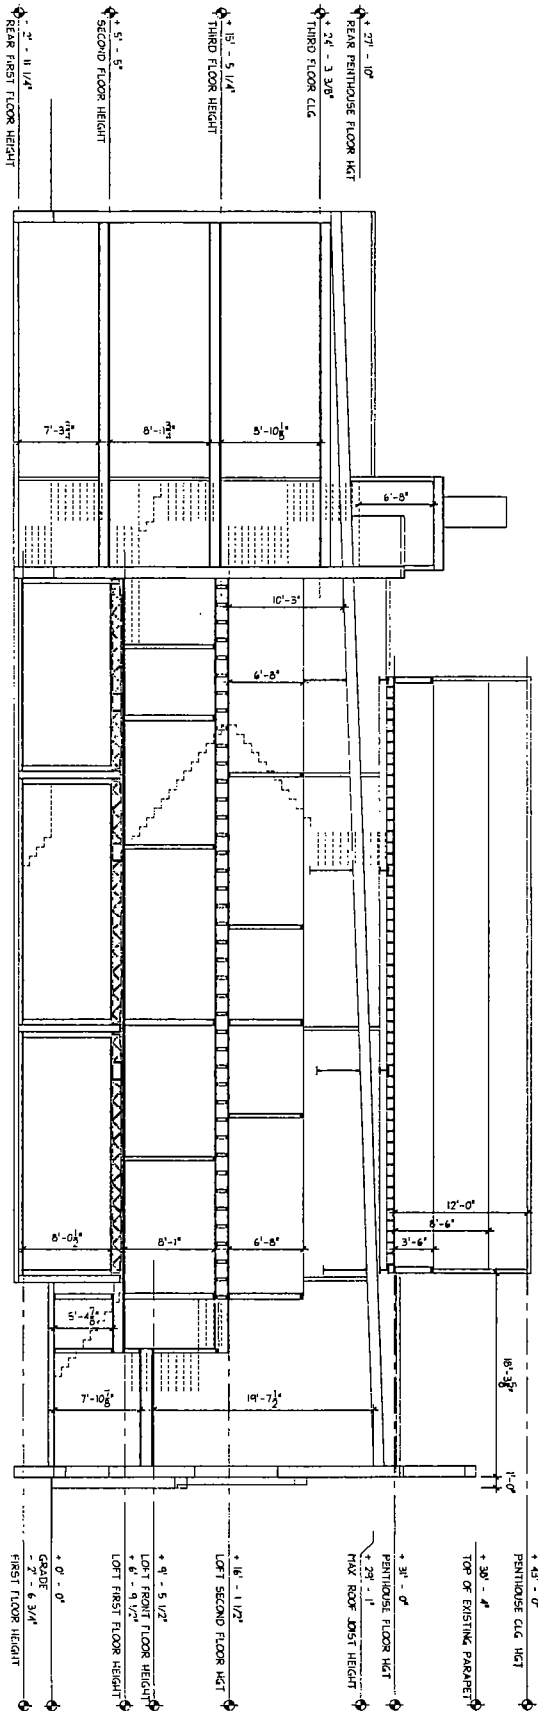 + 27' - 10"
REAR PENTHOUSE FLOOR HGT
+ 24' - 3 3/8"
THIRD FLOOR CLG
+ 15' - 5 1/4"
THIRD FLOOR HEIGHT
+ 5' - 5"
SECOND FLOOR HEIGHT
- 2' - 11 1/4"
REAR FIRST FLOOR HEIGHT
8'-1 3/4"
8'-10 1/8"
6'-8"
10'-3"
6'-8"
12'-0"
8'-6"
3'-6"
8'-0 1/2"
8'-1"
6'-8"
5'-4 7/8"
18'-3 5/8"
7'-10 7/8"
19'-7 1/2"
1'-0"
+ 43' - 0"
PENTHOUSE CLG HGT
+ 38' - 4"
TOP OF EXISTING PARAPET
+ 31' - 0"
PENTHOUSE FLOOR HGT
+ 29' - 1"
MAX ROOF JOIST HEIGHT
+ 16' - 1 1/2"
LOFT SECOND FLOOR HGT
+ 9' - 5 1/2"
LOFT FRONT FLOOR HEIGHT
+ 6' - 9 1/2"
LOFT FIRST FLOOR HEIGHT
+ 0' - 0"
GRADE
- 2' - 6 3/4"
FIRST FLOOR HEIGHT